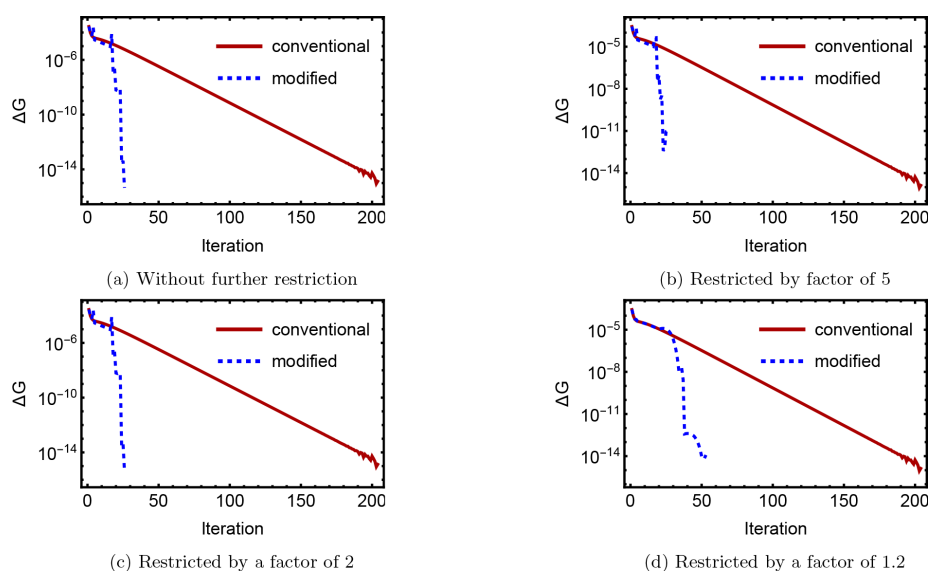 conventional
modified
ΔG
10⁻⁶
10⁻¹⁰
10⁻¹⁴
0 50 100 150 200
Iteration
(a) Without further restriction
conventional
modified
ΔG
10⁻⁵
10⁻⁸
10⁻¹¹
10⁻¹⁴
0 50 100 150 200
Iteration
(b) Restricted by factor of 5
conventional
modified
ΔG
10⁻⁶
10⁻¹⁰
10⁻¹⁴
0 50 100 150 200
Iteration
(c) Restricted by a factor of 2
conventional
modified
ΔG
10⁻⁵
10⁻⁸
10⁻¹¹
10⁻¹⁴
0 50 100 150 200
Iteration
(d) Restricted by a factor of 1.2